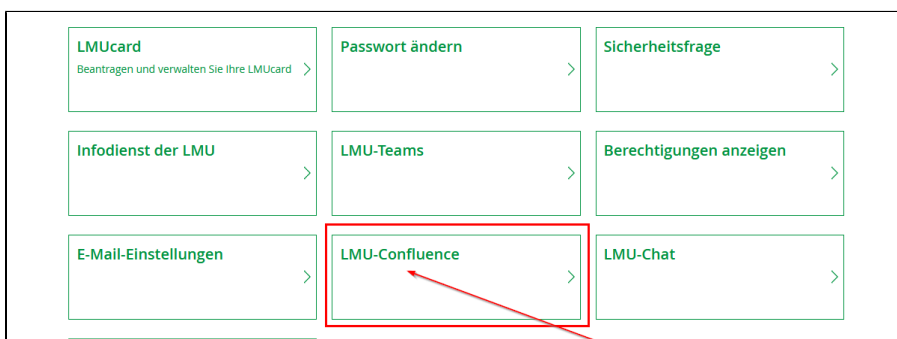 LMUcard
Beantragen und verwalten Sie Ihre LMUcard
Passwort ändern
Sicherheitsfrage
Infodienst der LMU
LMU-Teams
Berechtigungen anzeigen
E-Mail-Einstellungen
LMU-Confluence
LMU-Chat